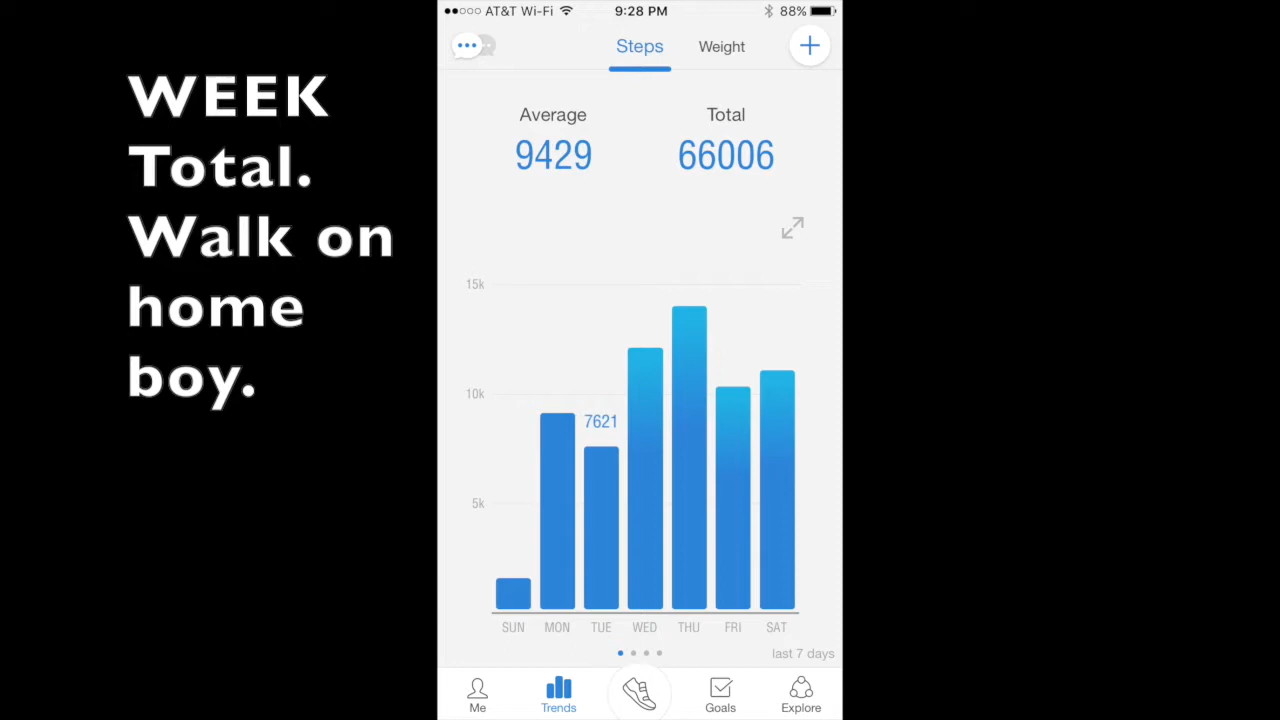 WEEK
Total.
Walk on
home
boy.
AT&T Wi-Fi 9:28 PM 88%
Steps Weight
Average Total
9429 66006
15k
10k
7621
5k
SUN MON TUE WED THU FRI SAT
last 7 days
Me Trends Goals Explore